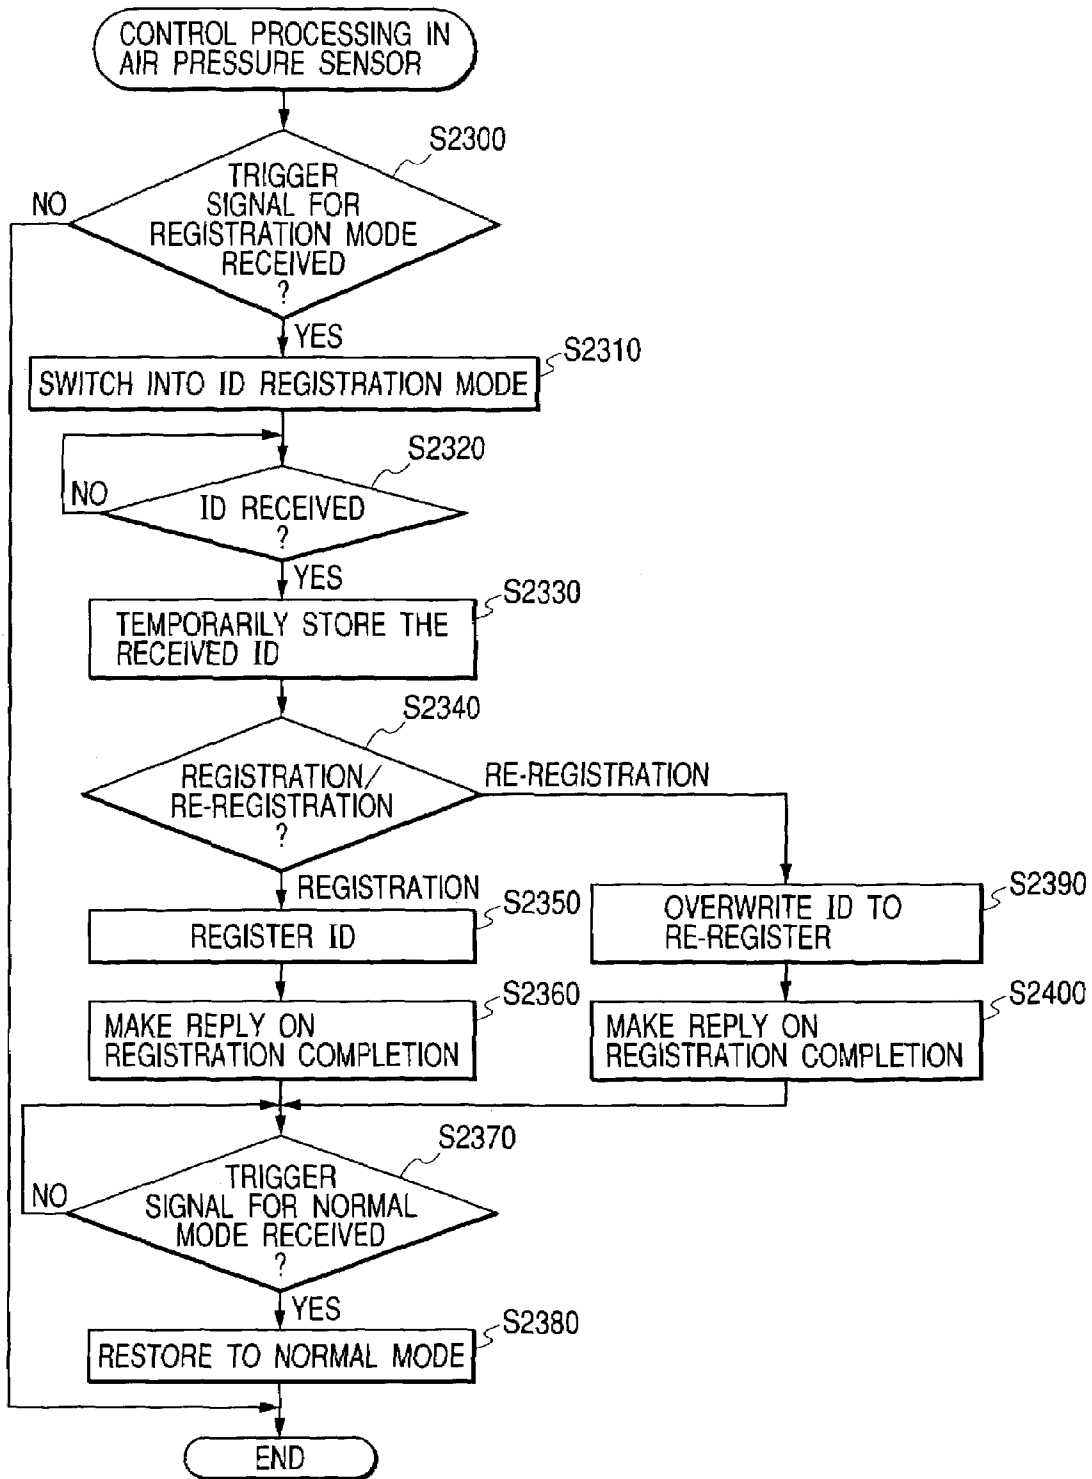 CONTROL PROCESSING IN
AIR PRESSURE SENSOR
S2300
TRIGGER
SIGNAL FOR
REGISTRATION MODE
RECEIVED
?
NO
YES
S2310
SWITCH INTO ID REGISTRATION MODE
S2320
ID RECEIVED
?
NO
YES
S2330
TEMPORARILY STORE THE
RECEIVED ID
S2340
REGISTRATION/
RE-REGISTRATION
?
RE-REGISTRATION
REGISTRATION
S2350
REGISTER ID
S2390
OVERWRITE ID TO
RE-REGISTER
S2360
MAKE REPLY ON
REGISTRATION COMPLETION
S2400
MAKE REPLY ON
REGISTRATION COMPLETION
S2370
TRIGGER
SIGNAL FOR NORMAL
MODE RECEIVED
?
NO
YES
S2380
RESTORE TO NORMAL MODE
END